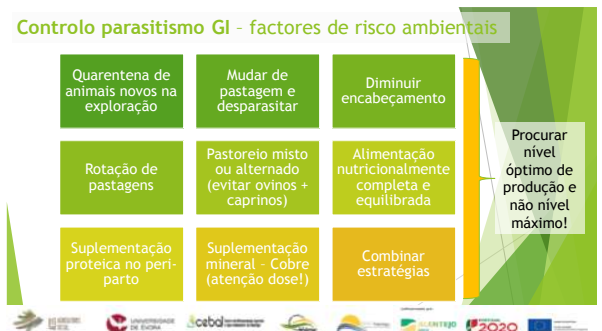 Controlo parasitismo GI – factores de risco ambientais
Quarentena de
animais novos na
exploração
Mudar de
pastagem e
desparasitar
Diminuir
encabeçamento
Rotação de
pastagens
Pastoreio misto
ou alternado
(evitar ovinos +
caprinos)
Alimentação
nutricionalmente
completa e
equilibrada
Suplementação
proteica no peri-
parto
Suplementação
mineral – Cobre
(atenção dose!)
Combinar
estratégias
Procurar
nível
óptimo de
produção e
não nível
máximo!
UNIVERSIDADE
DE ÉVORA
cebal
ALENTEJO
2020